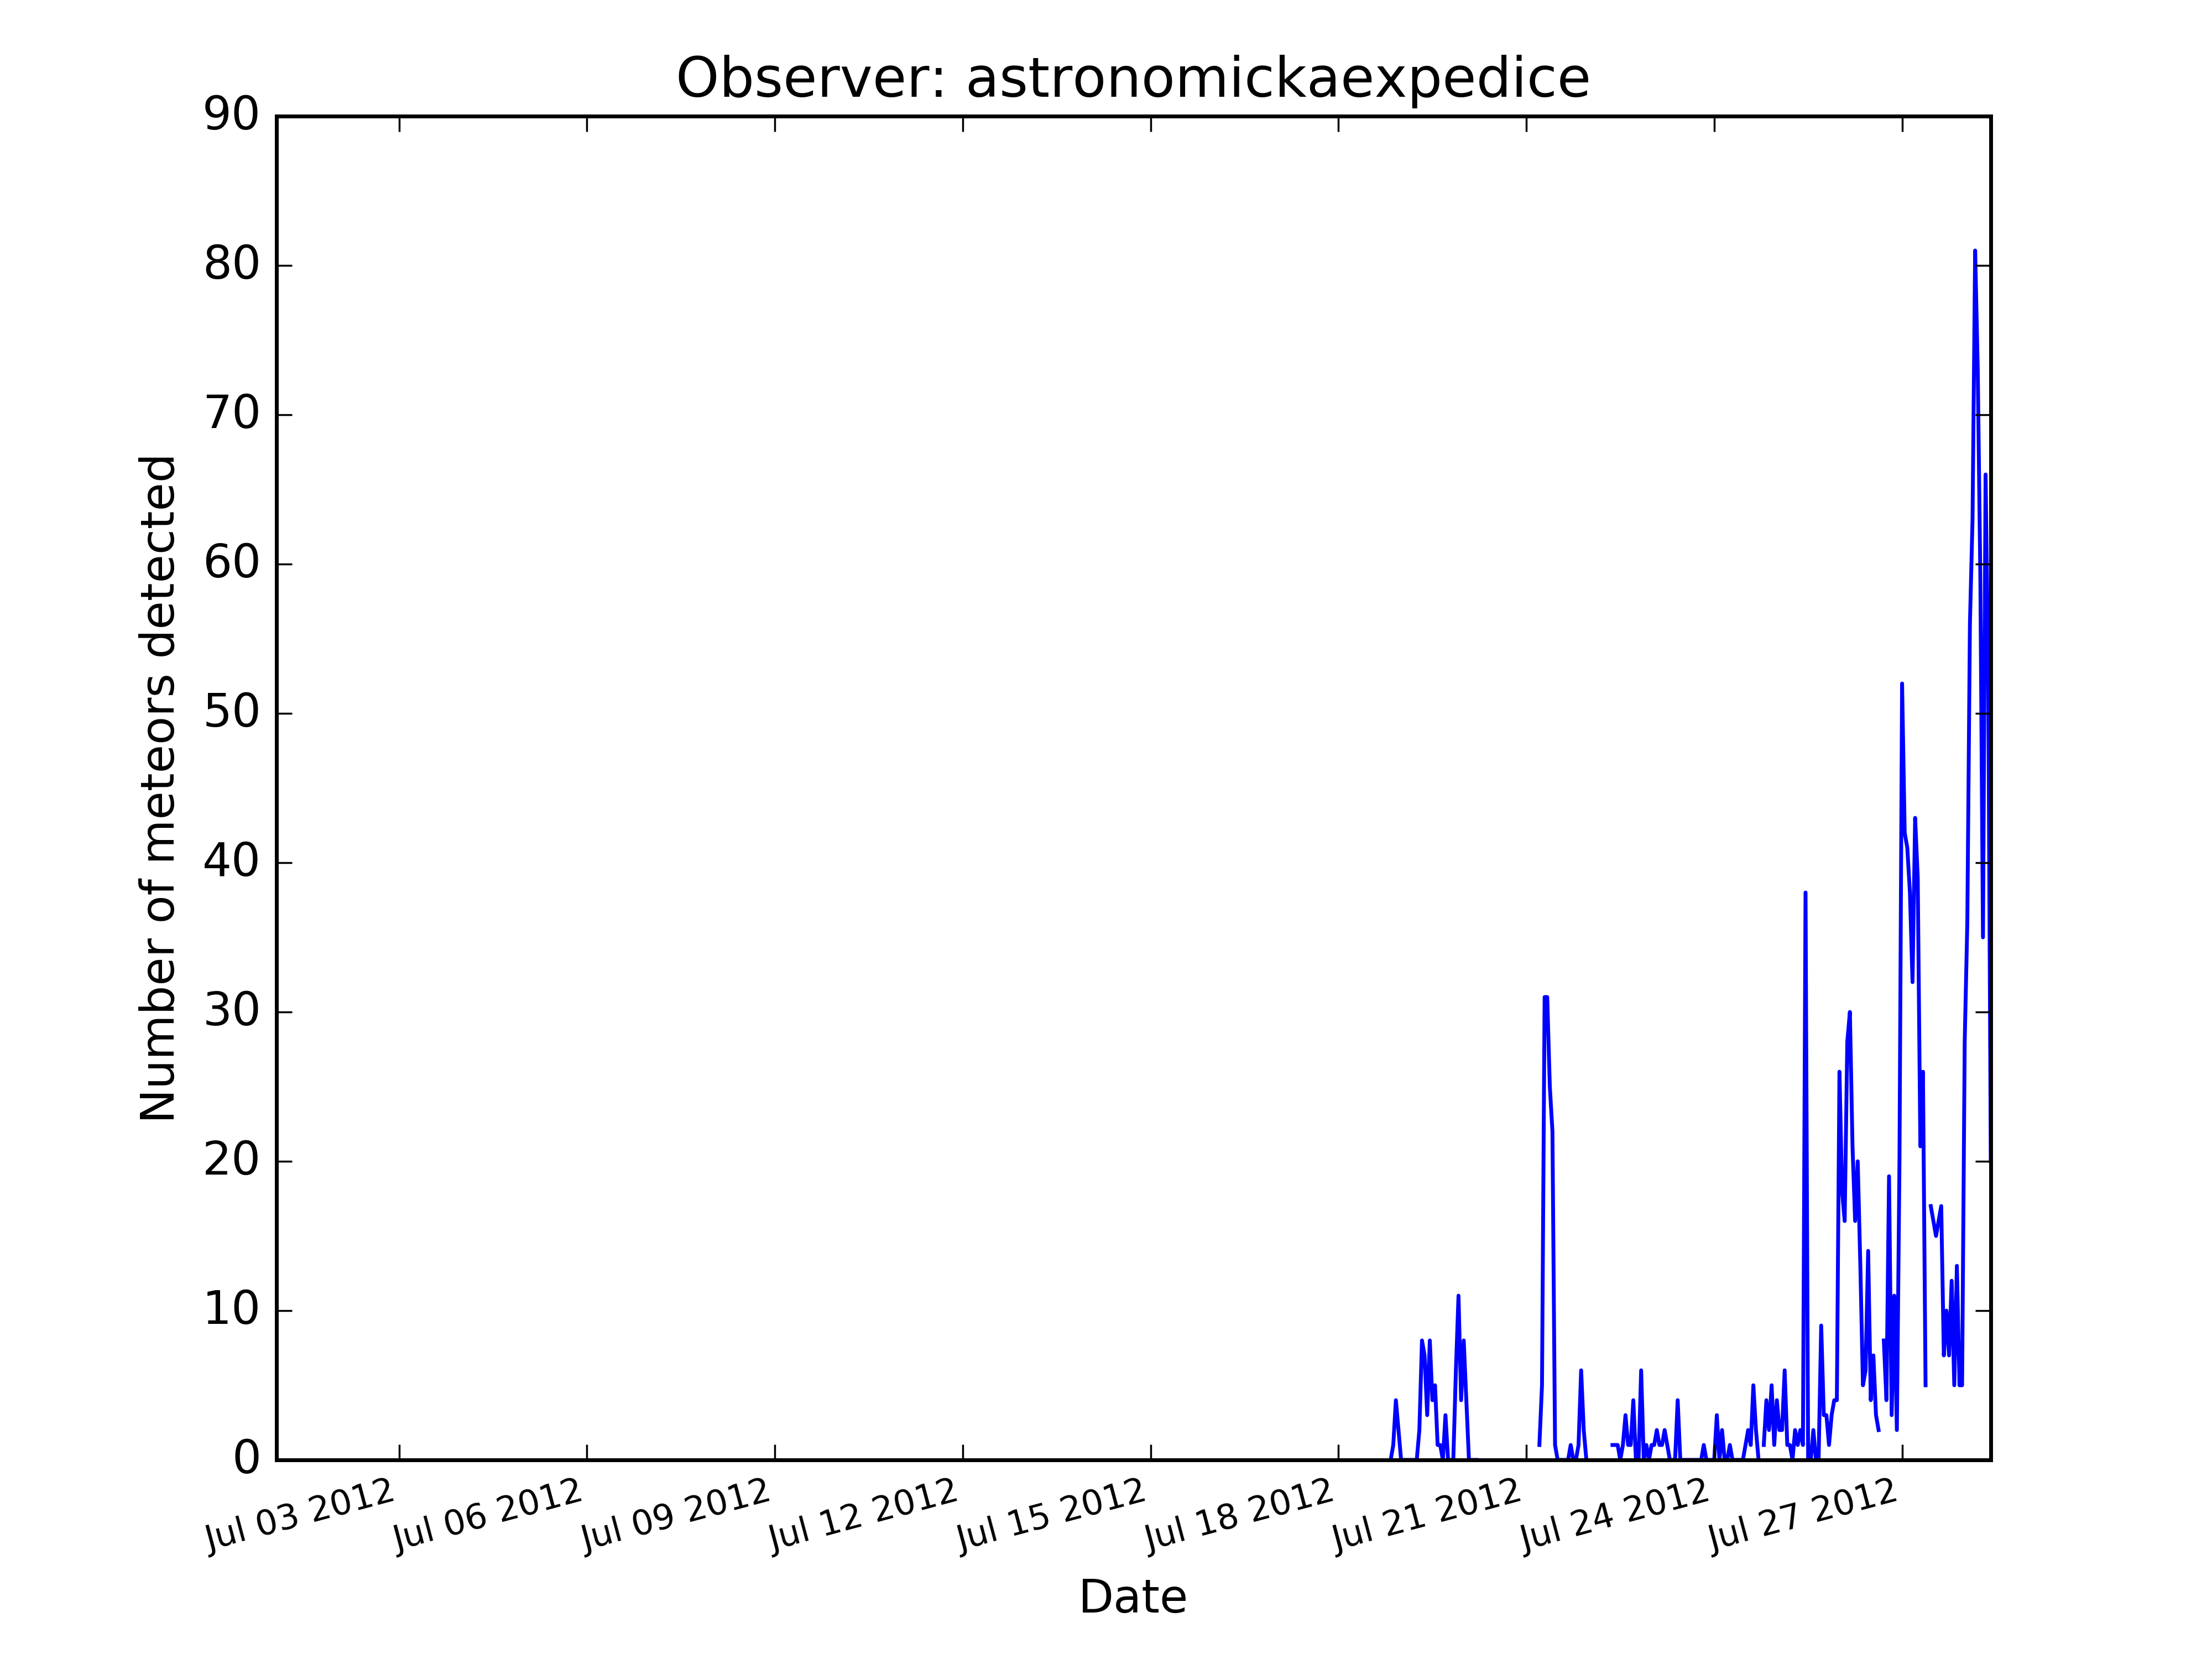 Observer: astronomickaexpedice
90
80
70
60
50
40
30
20
10
0
Number of meteors detected
Jul 03 2012
Jul 06 2012
Jul 09 2012
Jul 12 2012
Jul 15 2012
Jul 18 2012
Jul 21 2012
Jul 24 2012
Jul 27 2012
Date